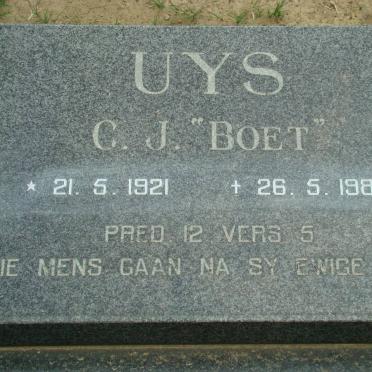 UYS
C. J. "BOET"
* 21. 5. 1921 † 26. 5. 198
PRED 12 VERS 5
IE MENS GAAN NA SY EWIGE